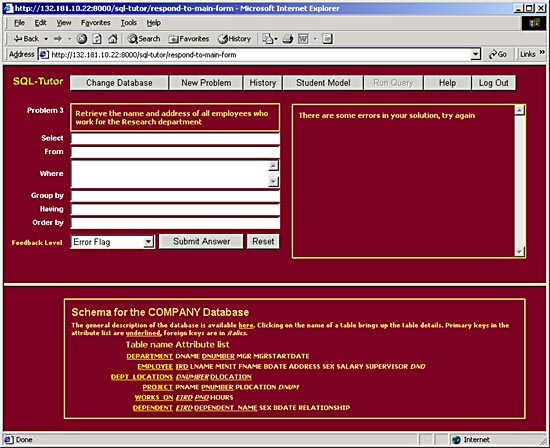 http://132.181.10.22:8000/sql-tutor/respond-to-main-form - Microsoft Internet Explorer
File Edit View Favorites Tools Help
Back Search Favorites History
Address http://132.181.10.22:8000/sql-tutor/respond-to-main-form Go Links »
SQL-Tutor Change Database New Problem History Student Model Run Query Help Log Out
Problem 3 Retrieve the name and address of all employees who
work for the Research department
There are some errors in your solution, try again
Select
From
Where
Group by
Having
Order by
Feedback Level Error Flag Submit Answer Reset
Schema for the COMPANY Database
The general description of the database is available here. Clicking on the name of a table brings up the table details. Primary keys in
the attribute list are underlined, foreign keys are in italics.
Table name Attribute list
DEPARTMENT DNAME DNUMBER MGR MGRSTARTDATE
EMPLOYEE IRD LNAME MINIT FNAME BDATE ADDRESS SEX SALARY SUPERVISOR DNO
DEPT_LOCATIONS DNUMBER DLOCATION
PROJECT PNAME PNUMBER PLOCATION DNUM
WORKS_ON EIRD PNO HOURS
DEPENDENT EIRD DEPENDENT_NAME SEX BDATE RELATIONSHIP
Done Internet